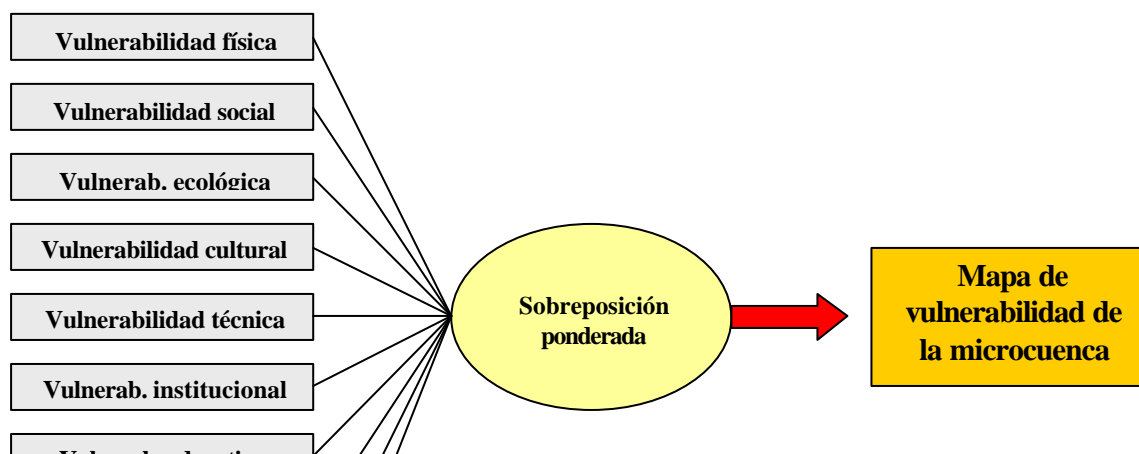 Vulnerabilidad física
Vulnerabilidad social
Vulnerab. ecológica
Vulnerabilidad cultural
Vulnerabilidad técnica
Vulnerab. institucional
Sobreposición
ponderada
Mapa de
vulnerabilidad de
la microcuenca